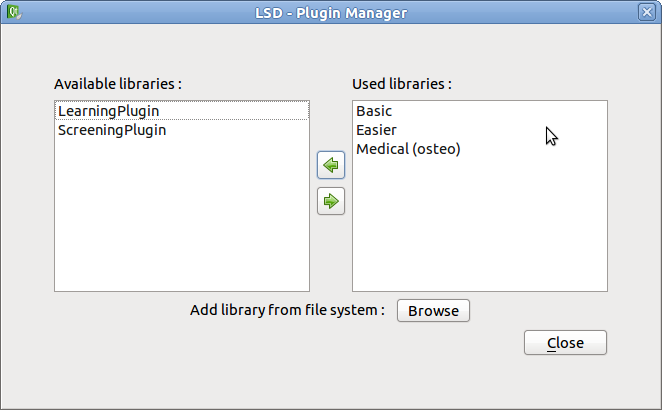 LSD - Plugin Manager
Available libraries :
Used libraries :
LearningPlugin
ScreeningPlugin
Basic
Easier
Medical (osteo)
Add library from file system :
Browse
Close